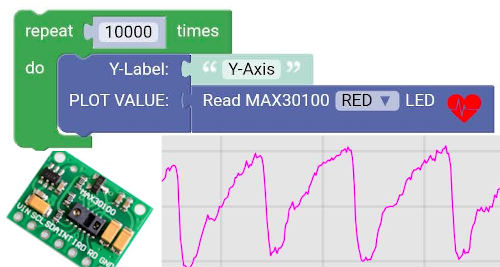 repeat 10000 times
do Y-Label: “ Y-Axis ”
PLOT VALUE: Read MAX30100 RED ▼ LED
MAX30100
VIN SCL SDA INT IRD RD GND